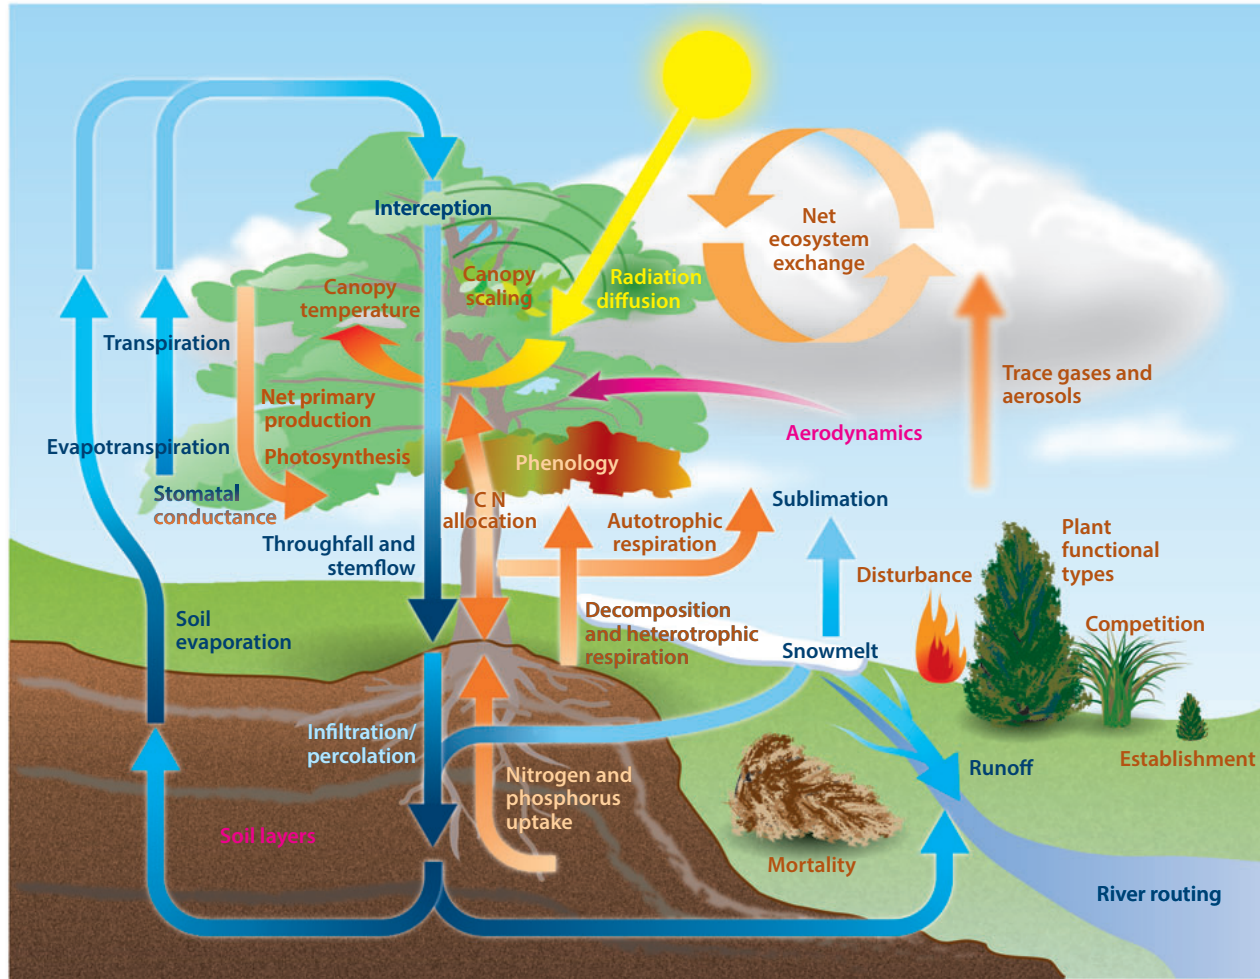 Interception
Net
ecosystem
exchange
Canopy
scaling
Radiation
diffusion
Canopy
temperature
Transpiration
Trace gases and
aerosols
Net primary
production
Aerodynamics
Evapotranspiration
Photosynthesis
Phenology
Stomatal
conductance
C N
allocation
Sublimation
Autotrophic
respiration
Plant
functional
types
Throughfall and
stemflow
Disturbance
Soil
evaporation
Decomposition
and heterotrophic
respiration
Competition
Snowmelt
Infiltration/
percolation
Establishment
Runoff
Nitrogen and
phosphorus
uptake
Soil layers
Mortality
River routing